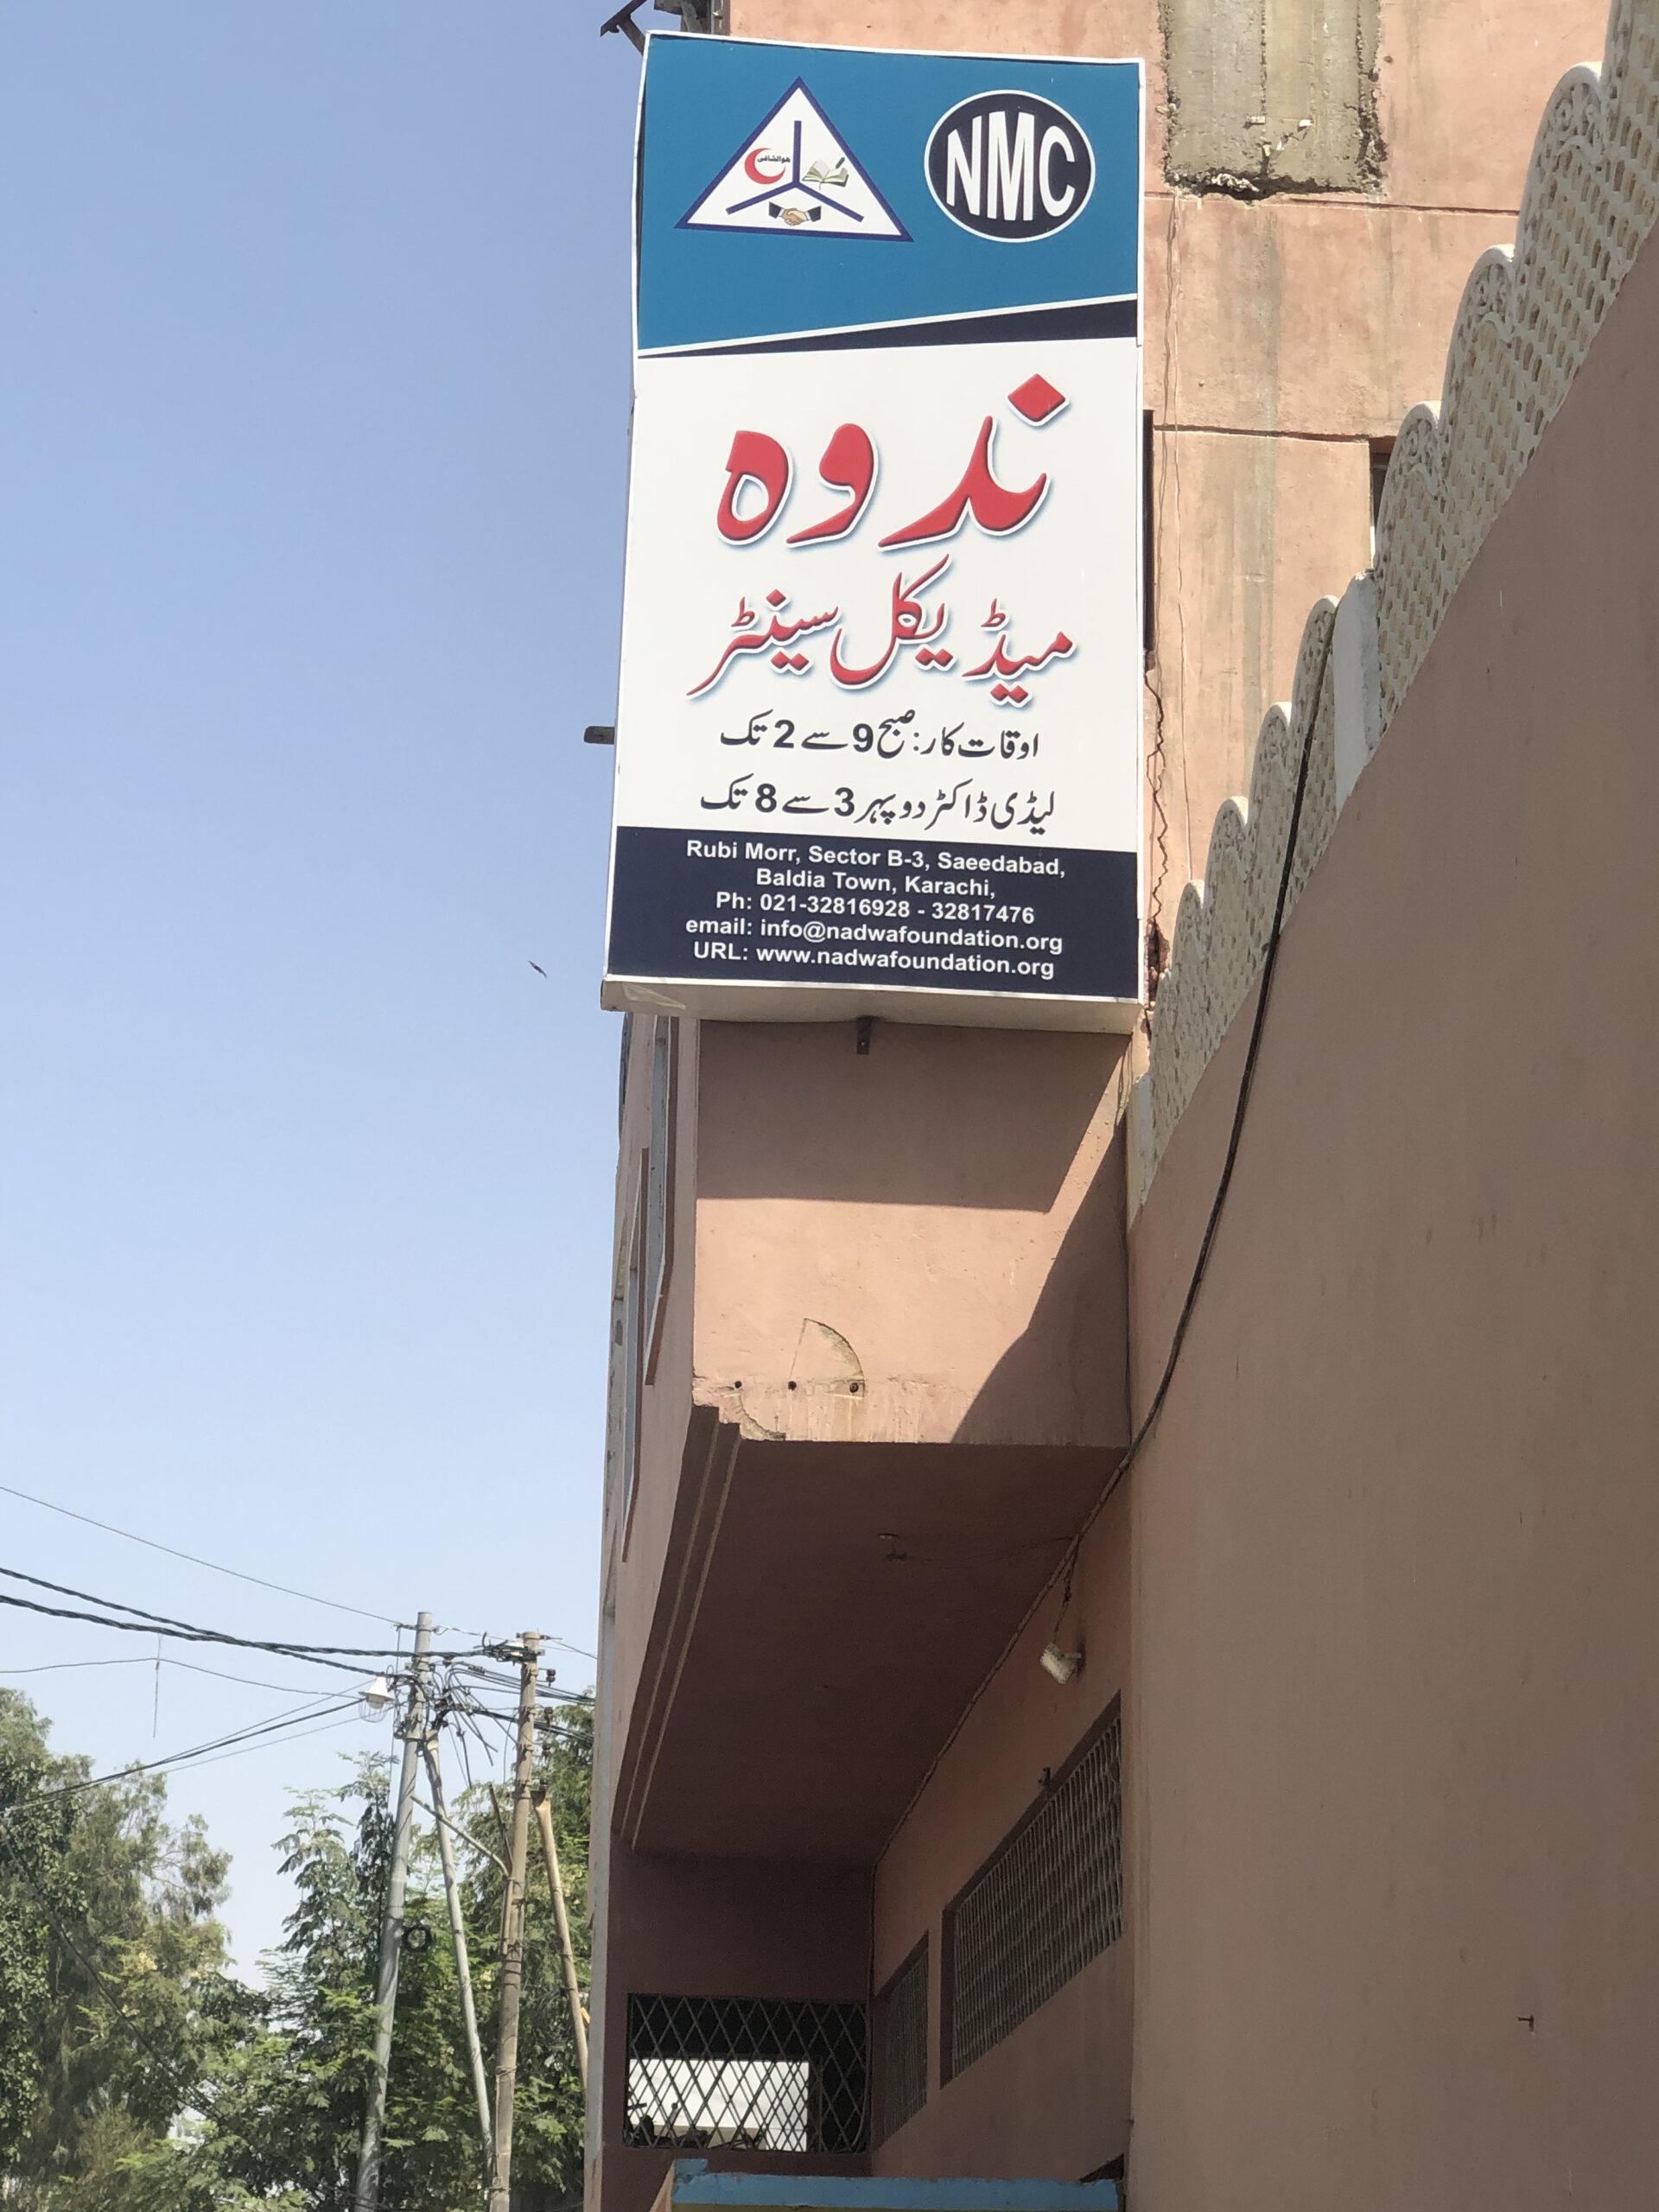 هوالشافی
NMC
ندوہ
میڈیکل سینٹر
اوقات کار: صبح 9 سے 2 تک
لیڈی ڈاکٹر دوپہر 3 سے 8 تک
Rubi Morr, Sector B-3, Saeedabad,
Baldia Town, Karachi,
Ph: 021-32816928 - 32817476
email: info@nadwafoundation.org
URL: www.nadwafoundation.org